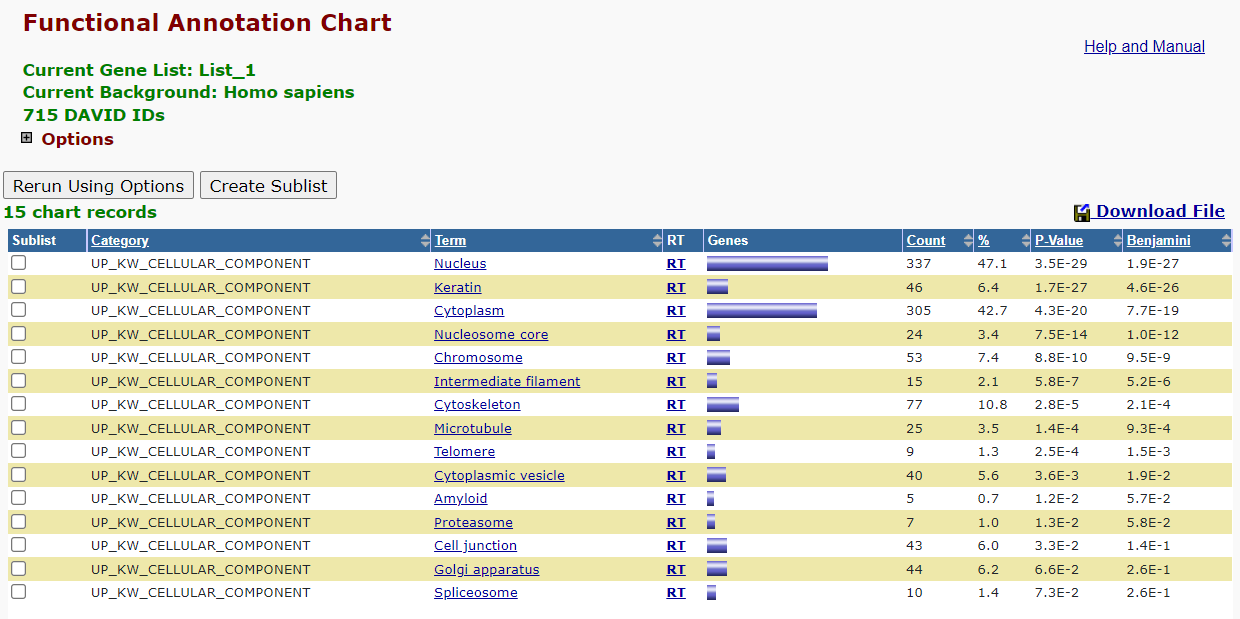 Functional Annotation Chart
Help and Manual
Current Gene List: List_1
Current Background: Homo sapiens
715 DAVID IDs
Options
Rerun Using Options Create Sublist
15 chart records
Download File
Sublist Category Term RT Genes Count % P-Value Benjamini
UP_KW_CELLULAR_COMPONENT Nucleus RT 337 47.1 3.5E-29 1.9E-27
UP_KW_CELLULAR_COMPONENT Keratin RT 46 6.4 1.7E-27 4.6E-26
UP_KW_CELLULAR_COMPONENT Cytoplasm RT 305 42.7 4.3E-20 7.7E-19
UP_KW_CELLULAR_COMPONENT Nucleosome core RT 24 3.4 7.5E-14 1.0E-12
UP_KW_CELLULAR_COMPONENT Chromosome RT 53 7.4 8.8E-10 9.5E-9
UP_KW_CELLULAR_COMPONENT Intermediate filament RT 15 2.1 5.8E-7 5.2E-6
UP_KW_CELLULAR_COMPONENT Cytoskeleton RT 77 10.8 2.8E-5 2.1E-4
UP_KW_CELLULAR_COMPONENT Microtubule RT 25 3.5 1.4E-4 9.3E-4
UP_KW_CELLULAR_COMPONENT Telomere RT 9 1.3 2.5E-4 1.5E-3
UP_KW_CELLULAR_COMPONENT Cytoplasmic vesicle RT 40 5.6 3.6E-3 1.9E-2
UP_KW_CELLULAR_COMPONENT Amyloid RT 5 0.7 1.2E-2 5.7E-2
UP_KW_CELLULAR_COMPONENT Proteasome RT 7 1.0 1.3E-2 5.8E-2
UP_KW_CELLULAR_COMPONENT Cell junction RT 43 6.0 3.3E-2 1.4E-1
UP_KW_CELLULAR_COMPONENT Golgi apparatus RT 44 6.2 6.6E-2 2.6E-1
UP_KW_CELLULAR_COMPONENT Spliceosome RT 10 1.4 7.3E-2 2.6E-1